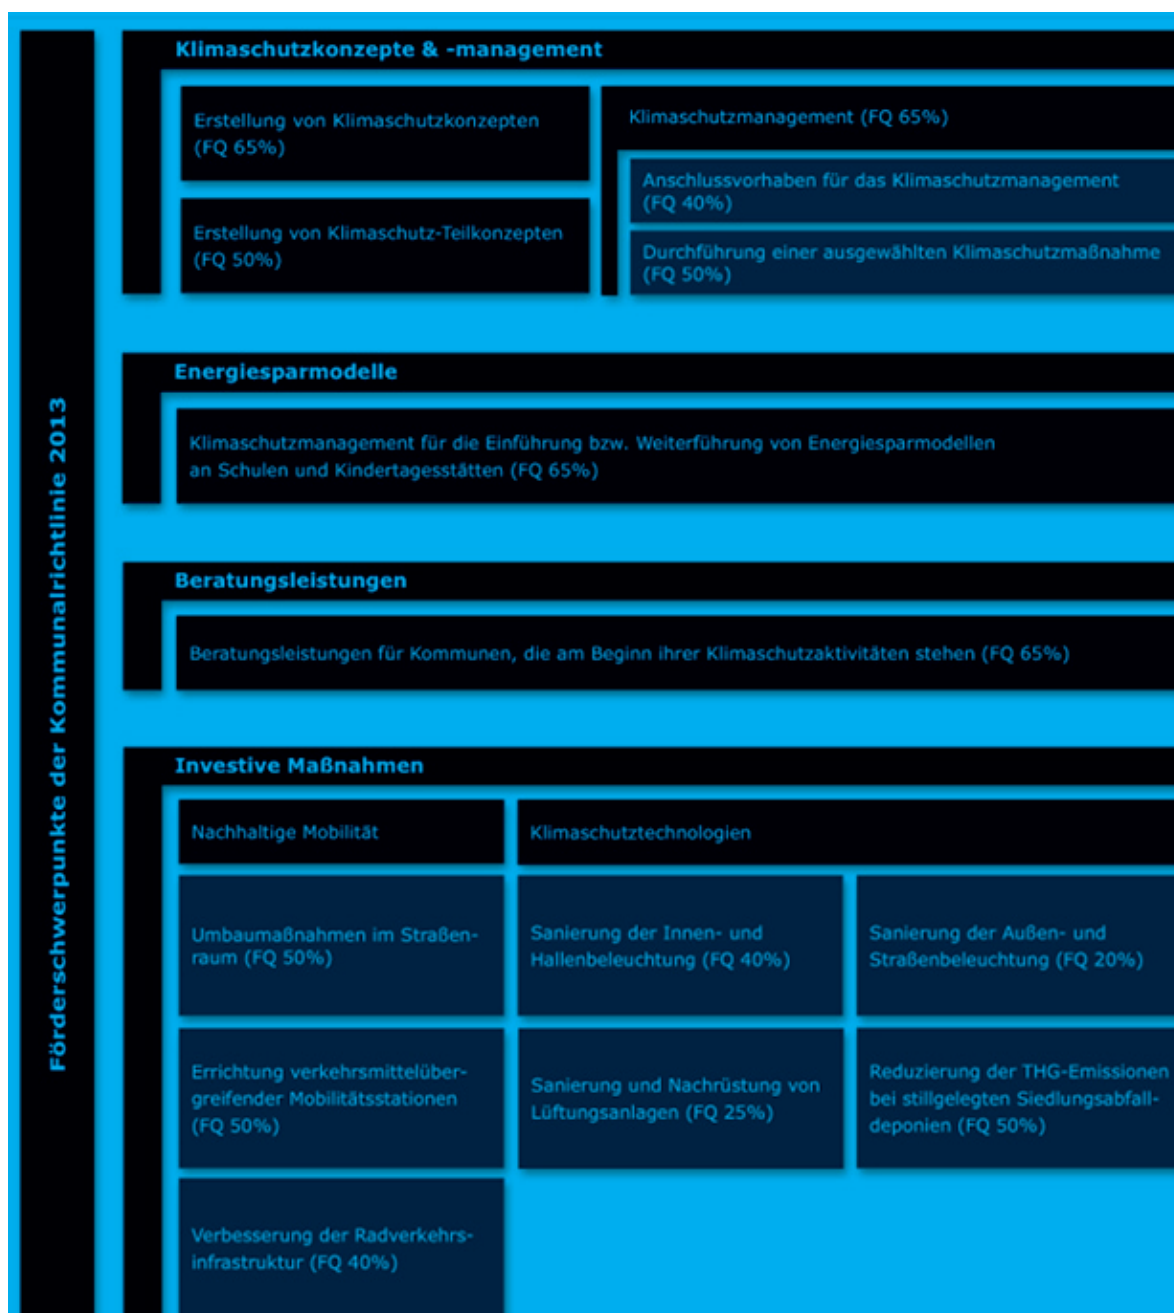 Förderschwerpunkte der Kommunalrichtlinie 2013
Klimaschutzkonzepte & -management
Erstellung von Klimaschutzkonzepten
(FQ 65%)
Erstellung von Klimaschutz-Teilkonzepten
(FQ 50%)
Klimaschutzmanagement (FQ 65%)
Anschlussvorhaben für das Klimaschutzmanagement
(FQ 40%)
Durchführung einer ausgewählten Klimaschutzmaßnahme
(FQ 50%)
Energiesparmodelle
Klimaschutzmanagement für die Einführung bzw. Weiterführung von Energiesparmodellen
an Schulen und Kindertagesstätten (FQ 65%)
Beratungsleistungen
Beratungsleistungen für Kommunen, die am Beginn ihrer Klimaschutzaktivitäten stehen (FQ 65%)
Investive Maßnahmen
Nachhaltige Mobilität
Klimaschutztechnologien
Umbaumaßnahmen im Straßen-
raum (FQ 50%)
Sanierung der Innen- und
Hallenbeleuchtung (FQ 40%)
Sanierung der Außen- und
Straßenbeleuchtung (FQ 20%)
Errichtung verkehrsmittelüber-
greifender Mobilitätsstationen
(FQ 50%)
Sanierung und Nachrüstung von
Lüftungsanlagen (FQ 25%)
Reduzierung der THG-Emissionen
bei stillgelegten Siedlungsabfall-
deponien (FQ 50%)
Verbesserung der Radverkehrs-
infrastruktur (FQ 40%)